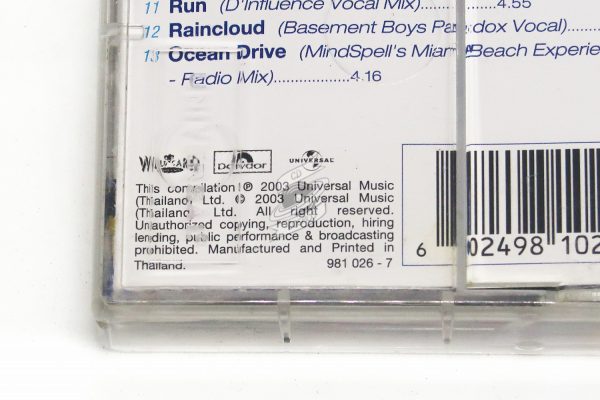 11 Run (D'Influence Vocal Mix)..................4.55
12 Raincloud (Basement Boys Paradox Vocal)
13 Ocean Drive (MindSpell's Miami Beach Experie
- Radio Mix)..................4.16
WILDCARD Polydor UNIVERSAL
This compilation ℗ 2003 Universal Music
(Thailand) Ltd. © 2003 Universal Music
(Thailand) Ltd. All right reserved.
Unauthorized copying, reproduction, hiring
lending, public performance & broadcasting
prohibited. Manufactured and Printed in
Thailand. 981 026 - 7
6 02498 102